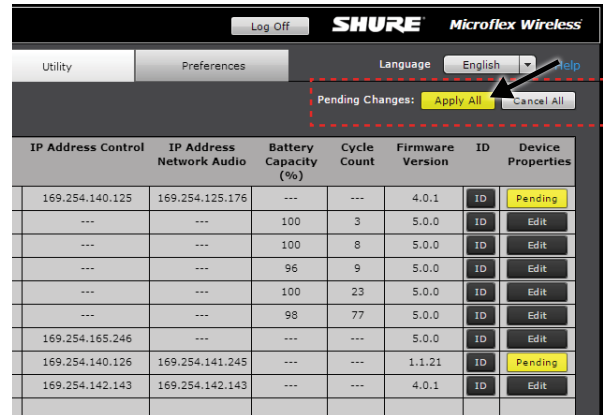 Log Off SHURE Microflex Wireless
Utility Preferences Language English Help
Pending Changes: Apply All Cancel All
IP Address Control IP Address Network Audio Battery Capacity (%) Cycle Count Firmware Version ID Device Properties
169.254.140.125 169.254.125.176 --- --- 4.0.1 ID Pending
--- --- 100 3 5.0.0 ID Edit
--- --- 100 8 5.0.0 ID Edit
--- --- 96 9 5.0.0 ID Edit
--- --- 100 23 5.0.0 ID Edit
--- --- 98 77 5.0.0 ID Edit
169.254.165.246 --- --- 5.0.0 ID Edit
169.254.140.126 169.254.141.245 --- --- 1.1.21 ID Pending
169.254.142.143 169.254.142.143 --- --- 4.0.1 ID Edit